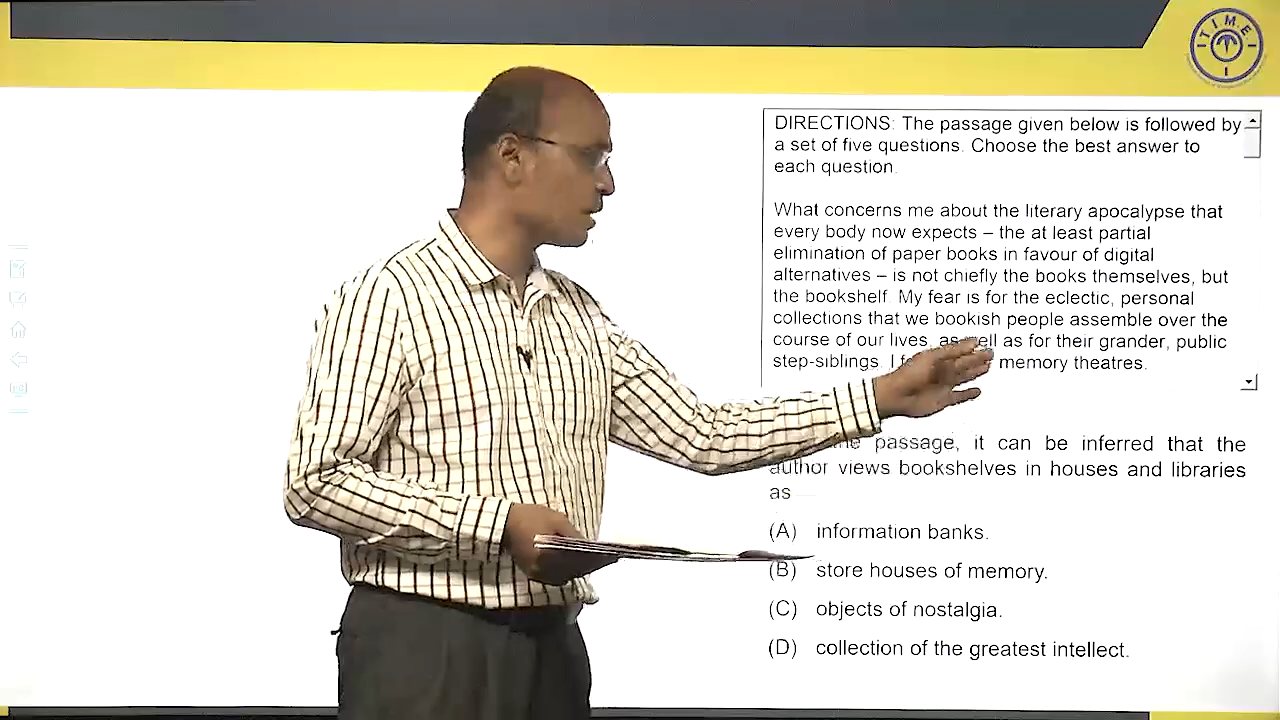 T.I.M.E.
DIRECTIONS: The passage given below is followed by
a set of five questions. Choose the best answer to
each question.
What concerns me about the literary apocalypse that
every body now expects – the at least partial
elimination of paper books in favour of digital
alternatives – is not chiefly the books themselves, but
the bookshelf. My fear is for the eclectic, personal
collections that we bookish people assemble over the
course of our lives, as well as for their grander, public
step-siblings. I memory theatres.
passage, it can be inferred that the
author views bookshelves in houses and libraries
as
(A) information banks.
(B) store houses of memory.
(C) objects of nostalgia.
(D) collection of the greatest intellect.